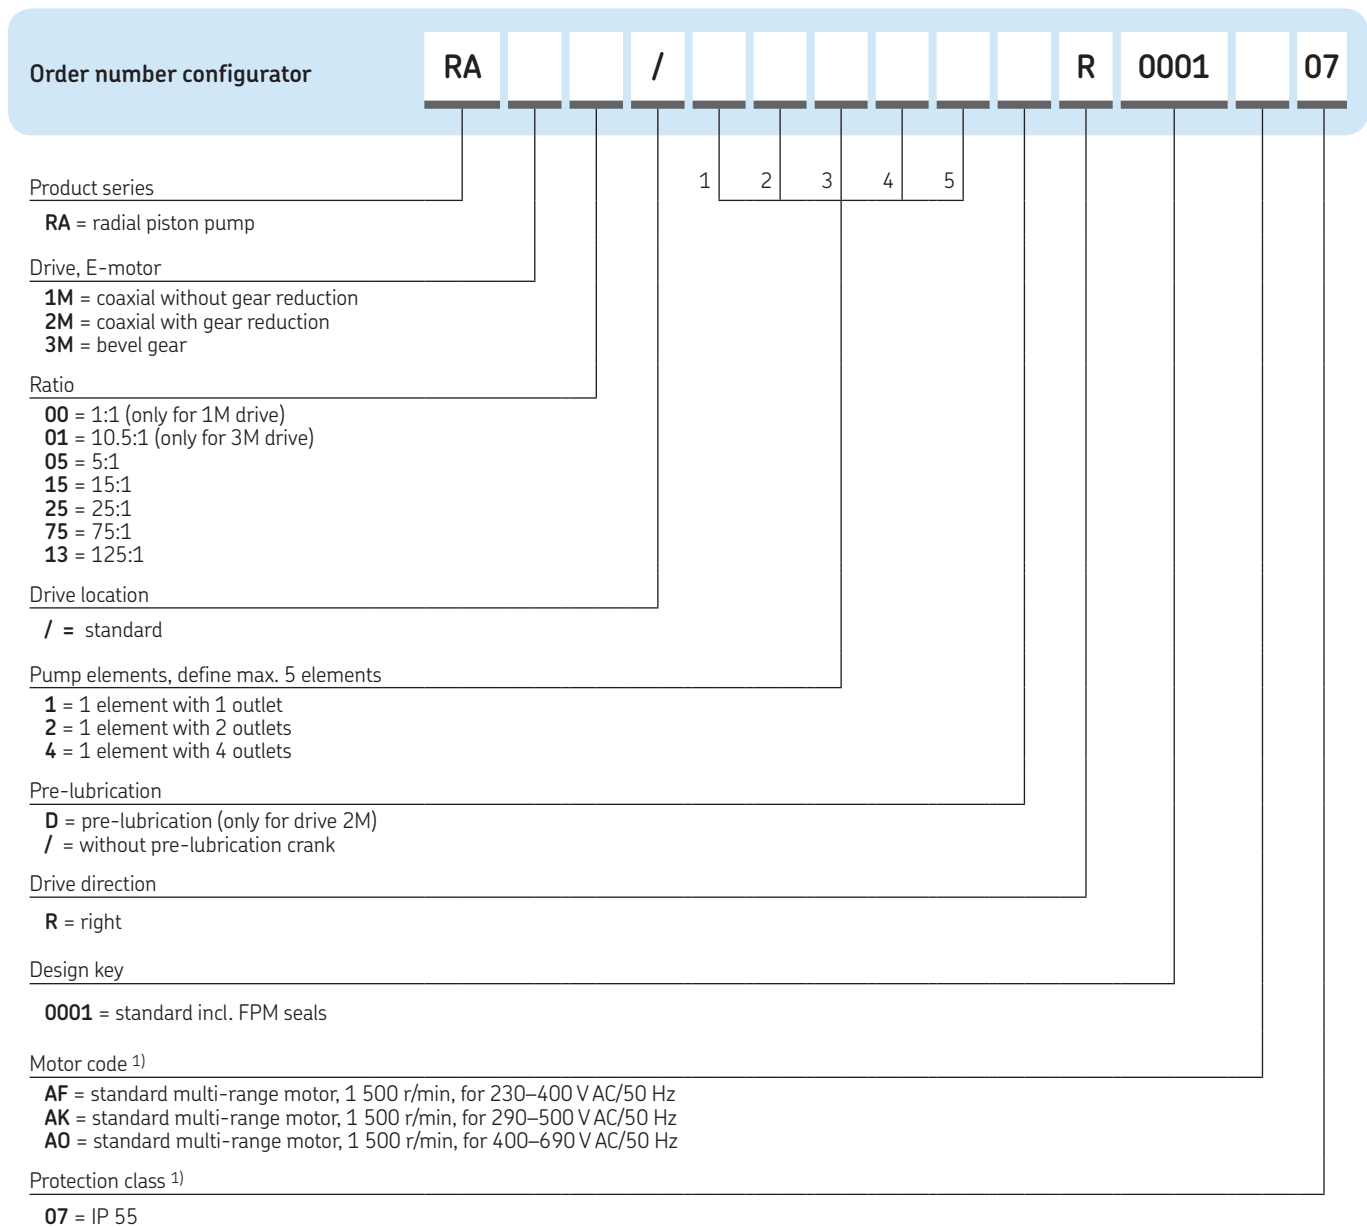 Order number configurator RA / R 0001 07
1 2 3 4 5
Product series
RA = radial piston pump
Drive, E-motor
1M = coaxial without gear reduction
2M = coaxial with gear reduction
3M = bevel gear
Ratio
00 = 1:1 (only for 1M drive)
01 = 10.5:1 (only for 3M drive)
05 = 5:1
15 = 15:1
25 = 25:1
75 = 75:1
13 = 125:1
Drive location
/ = standard
Pump elements, define max. 5 elements
1 = 1 element with 1 outlet
2 = 1 element with 2 outlets
4 = 1 element with 4 outlets
Pre-lubrication
D = pre-lubrication (only for drive 2M)
/ = without pre-lubrication crank
Drive direction
R = right
Design key
0001 = standard incl. FPM seals
Motor code 1)
AF = standard multi-range motor, 1 500 r/min, for 230–400 V AC/50 Hz
AK = standard multi-range motor, 1 500 r/min, for 290–500 V AC/50 Hz
AO = standard multi-range motor, 1 500 r/min, for 400–690 V AC/50 Hz
Protection class 1)
07 = IP 55